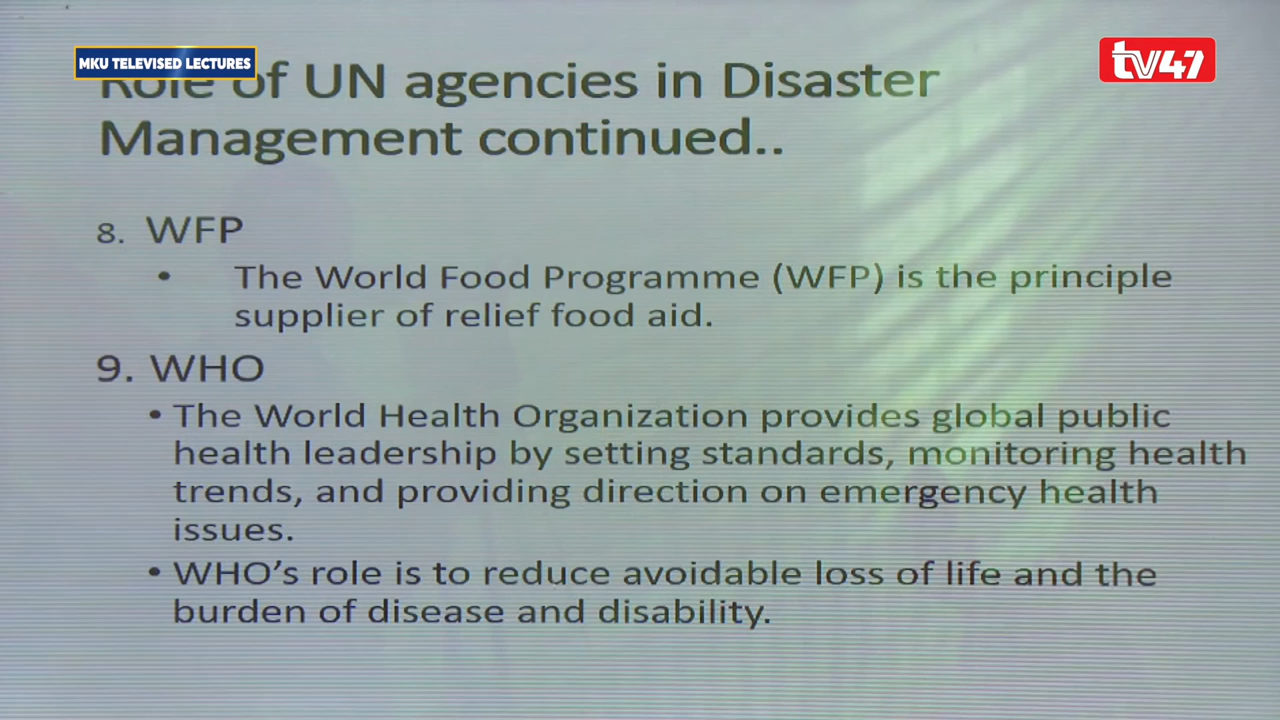 MKU TELEVISED LECTURES
tv47
Role of UN agencies in Disaster
Management continued..
8. WFP
• The World Food Programme (WFP) is the principle
supplier of relief food aid.
9. WHO
• The World Health Organization provides global public
health leadership by setting standards, monitoring health
trends, and providing direction on emergency health
issues.
• WHO's role is to reduce avoidable loss of life and the
burden of disease and disability.